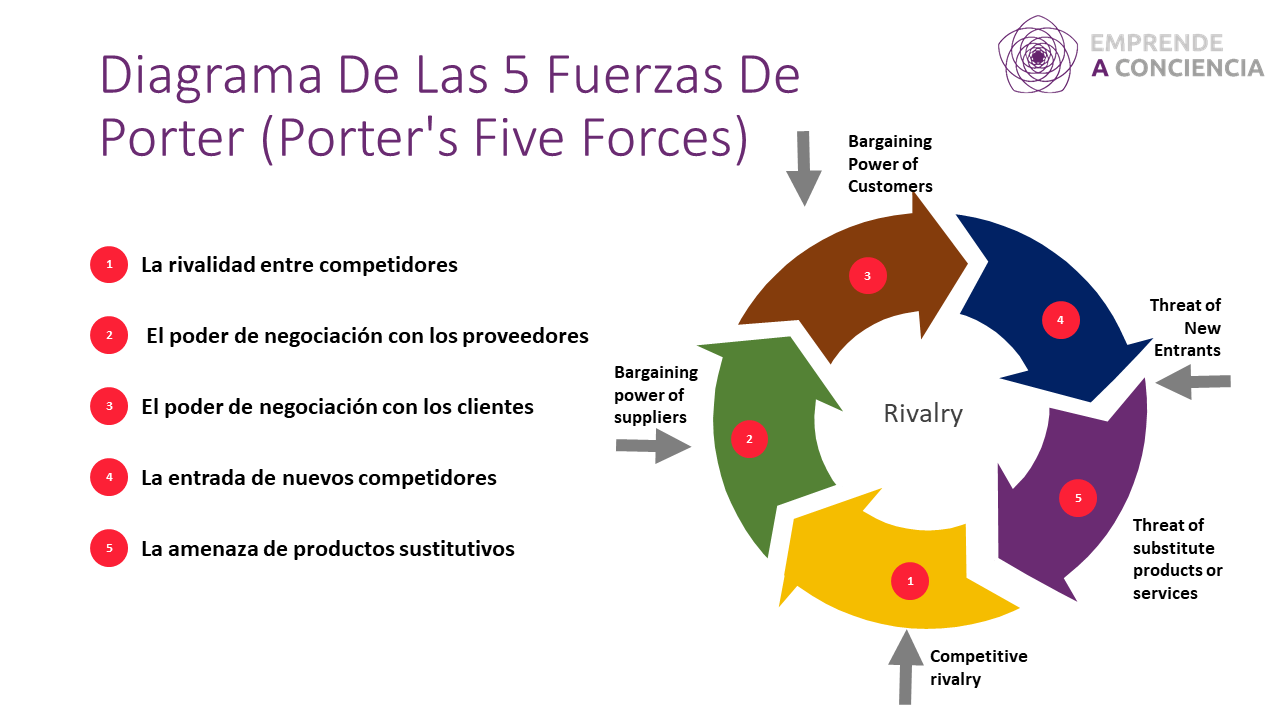 EMPRENDE
A CONCIENCIA
Diagrama De Las 5 Fuerzas De
Porter (Porter's Five Forces)
1 La rivalidad entre competidores
2 El poder de negociación con los proveedores
3 El poder de negociación con los clientes
4 La entrada de nuevos competidores
5 La amenaza de productos sustitutivos
Bargaining
Power of
Customers
3
4
Threat of
New
Entrants
Bargaining
power of
suppliers
2
Rivalry
5
Threat of
substitute
products or
services
1
Competitive
rivalry